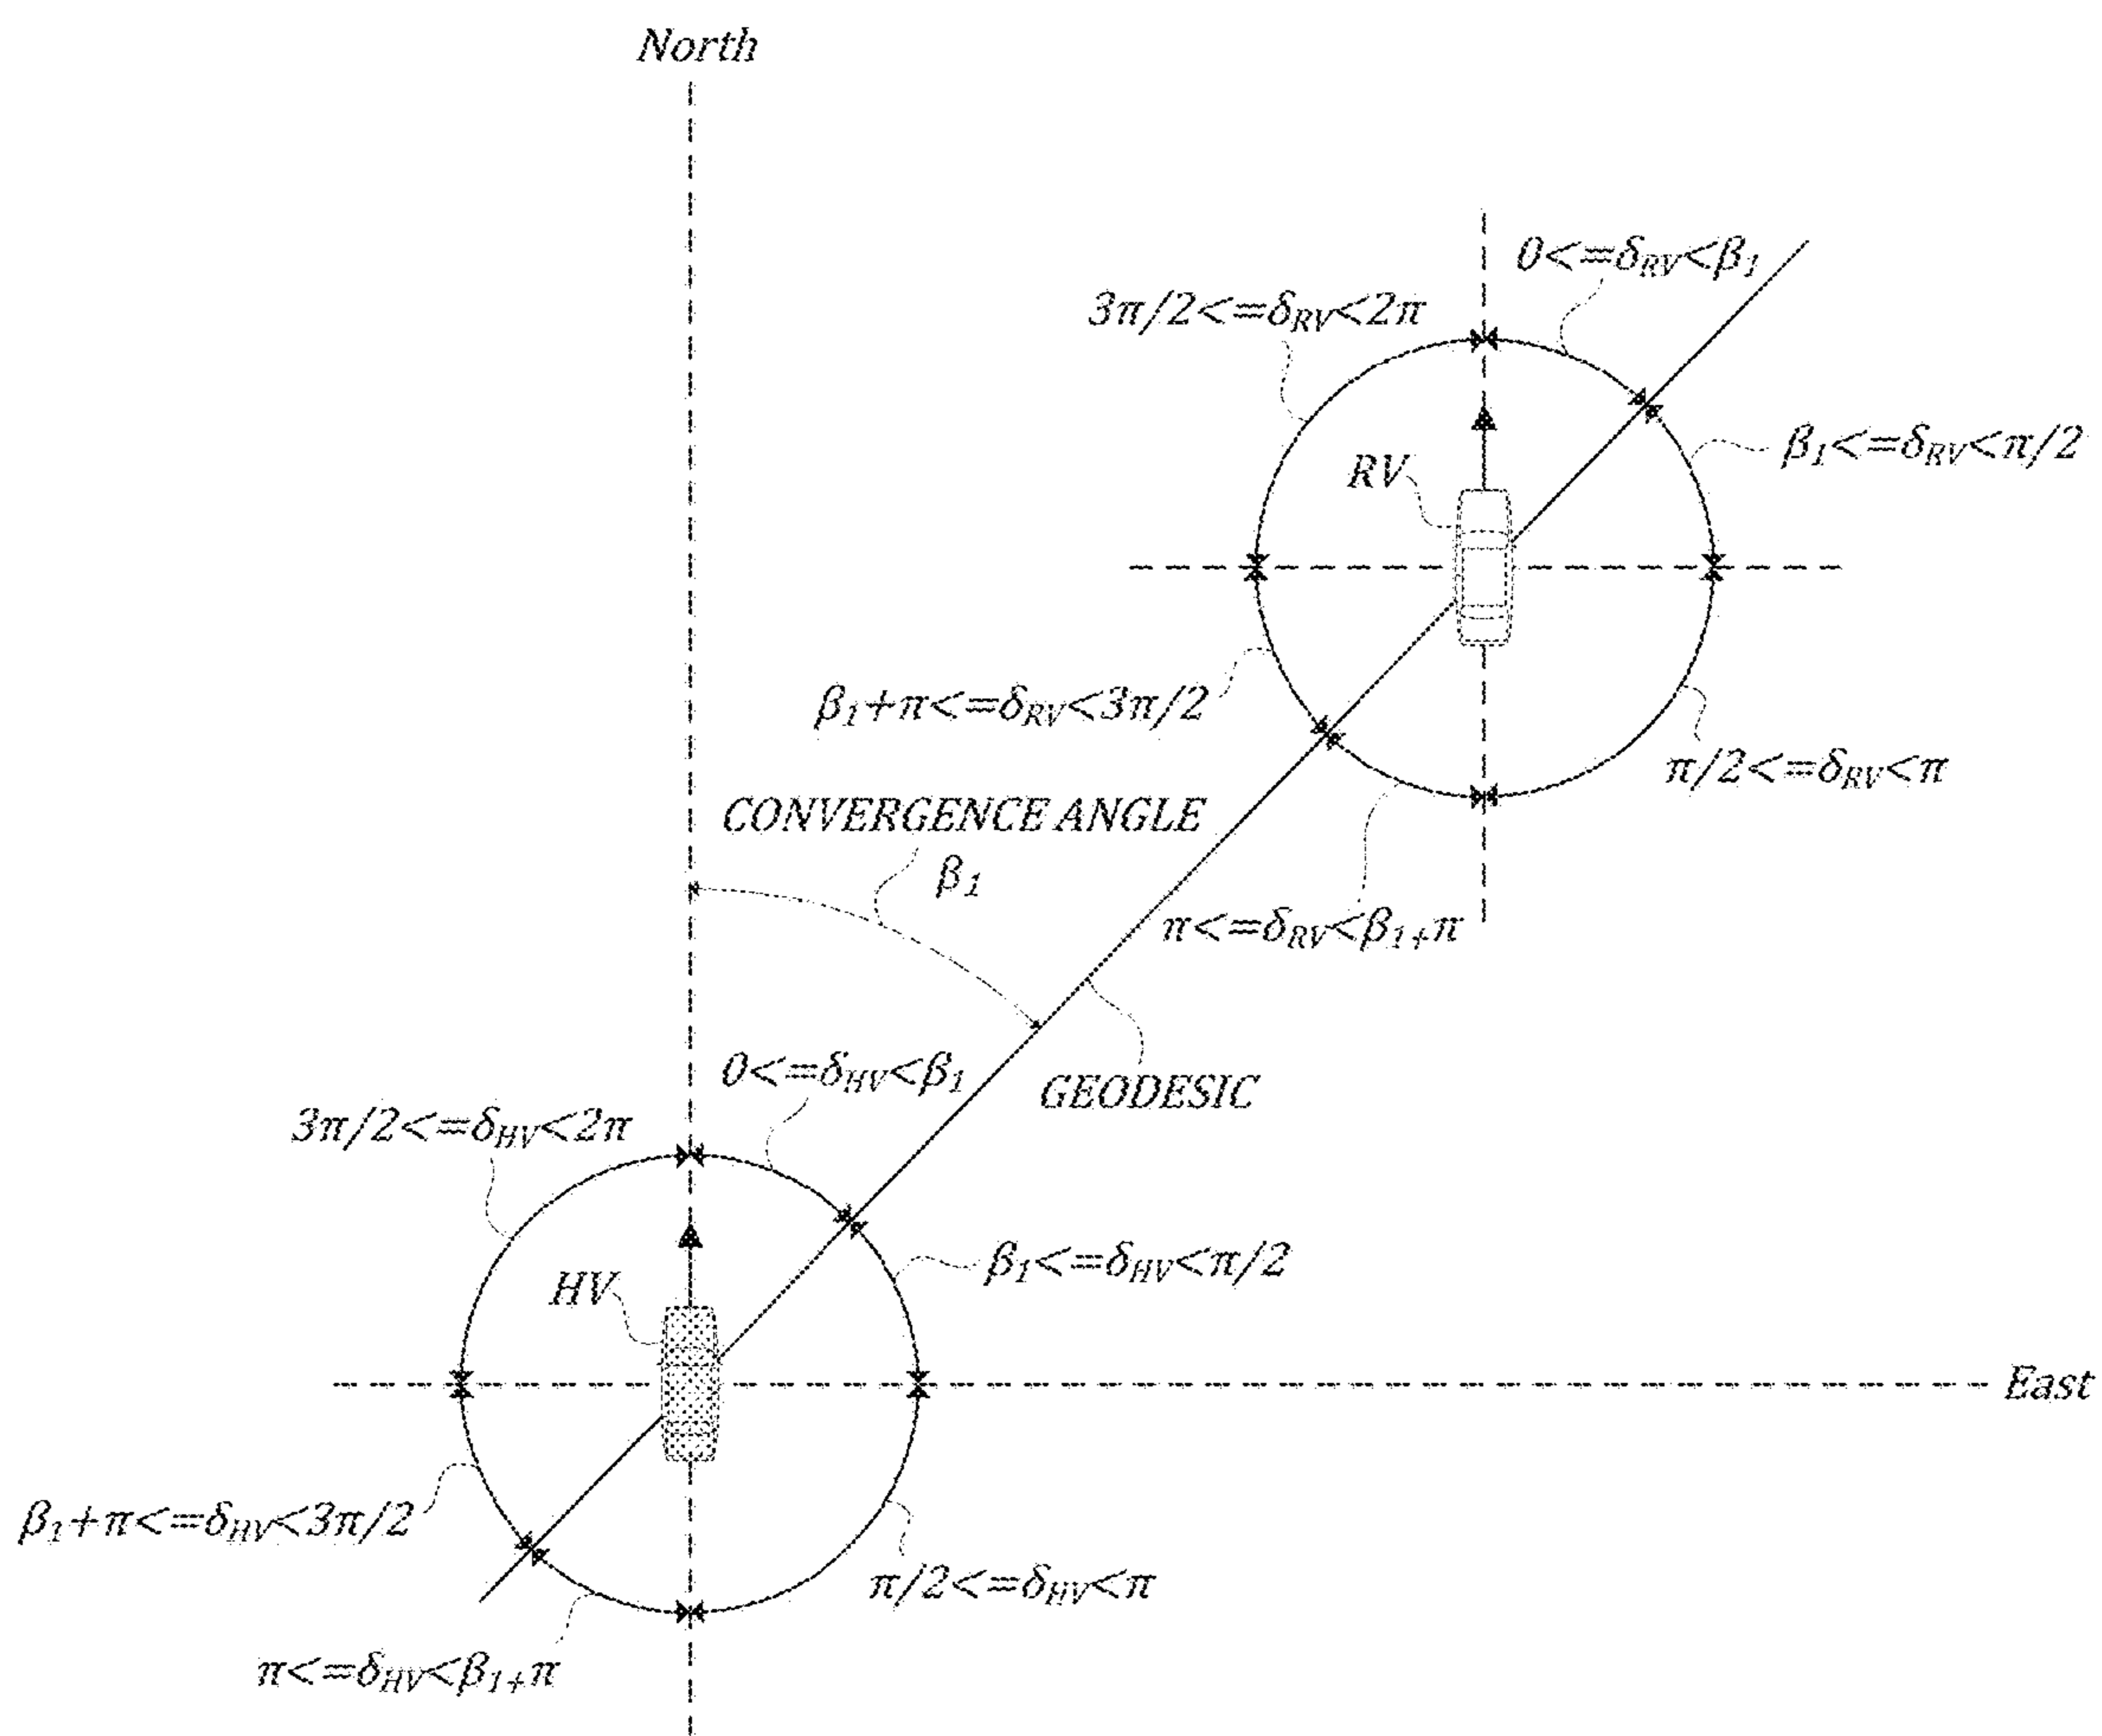 North
0<=δRV<β1
3π/2<=δRV<2π
β1<=δRV<π/2
RV
β1+π<=δRV<3π/2
π/2<=δRV<π
CONVERGENCE ANGLE
β1
π<=δRV<β1+π
0<=δHV<β1
GEODESIC
3π/2<=δHV<2π
β1<=δHV<π/2
HV
East
β1+π<=δHV<3π/2
π/2<=δHV<π
π<=δHV<β1+π